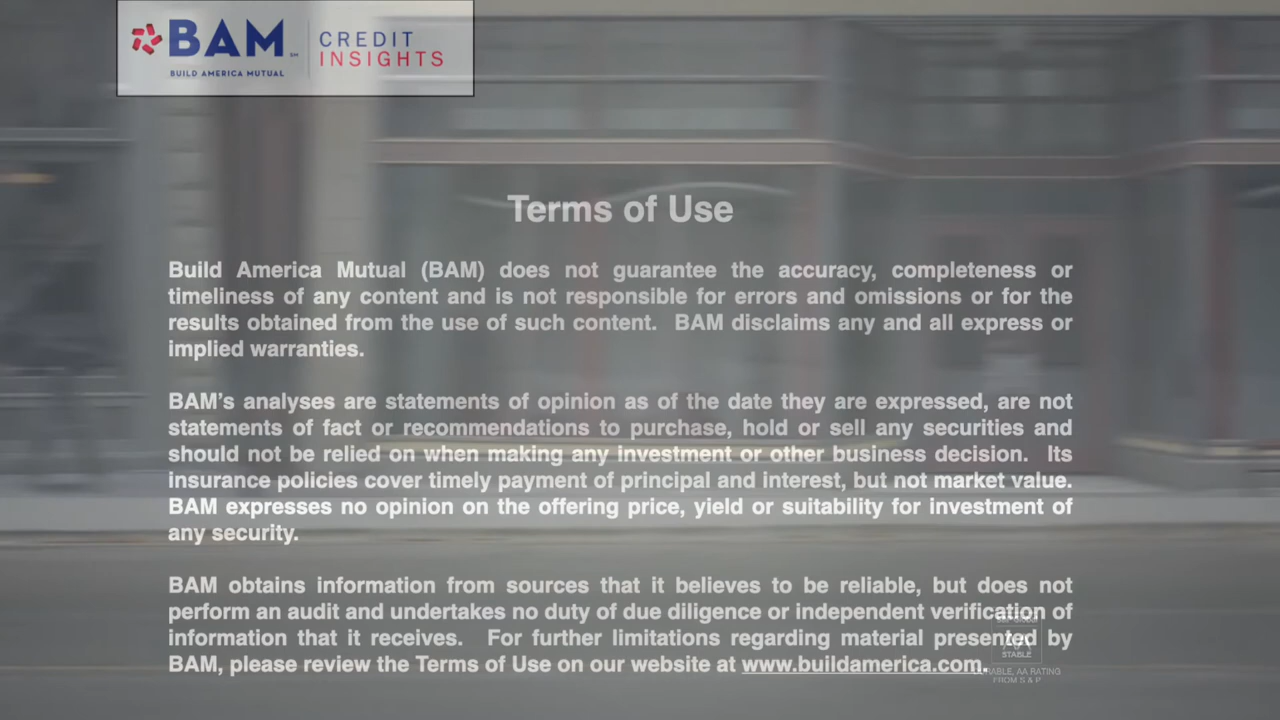 BAM SM
BUILD AMERICA MUTUAL
CREDIT
INSIGHTS
Terms of Use
Build America Mutual (BAM) does not guarantee the accuracy, completeness or
timeliness of any content and is not responsible for errors and omissions or for the
results obtained from the use of such content. BAM disclaims any and all express or
implied warranties.
BAM’s analyses are statements of opinion as of the date they are expressed, are not
statements of fact or recommendations to purchase, hold or sell any securities and
should not be relied on when making any investment or other business decision. Its
insurance policies cover timely payment of principal and interest, but not market value.
BAM expresses no opinion on the offering price, yield or suitability for investment of
any security.
BAM obtains information from sources that it believes to be reliable, but does not
perform an audit and undertakes no duty of due diligence or independent verification of
information that it receives. For further limitations regarding material presented by
BAM, please review the Terms of Use on our website at www.buildamerica.com.
AA
STABLE
AA RATING
FROM S & P